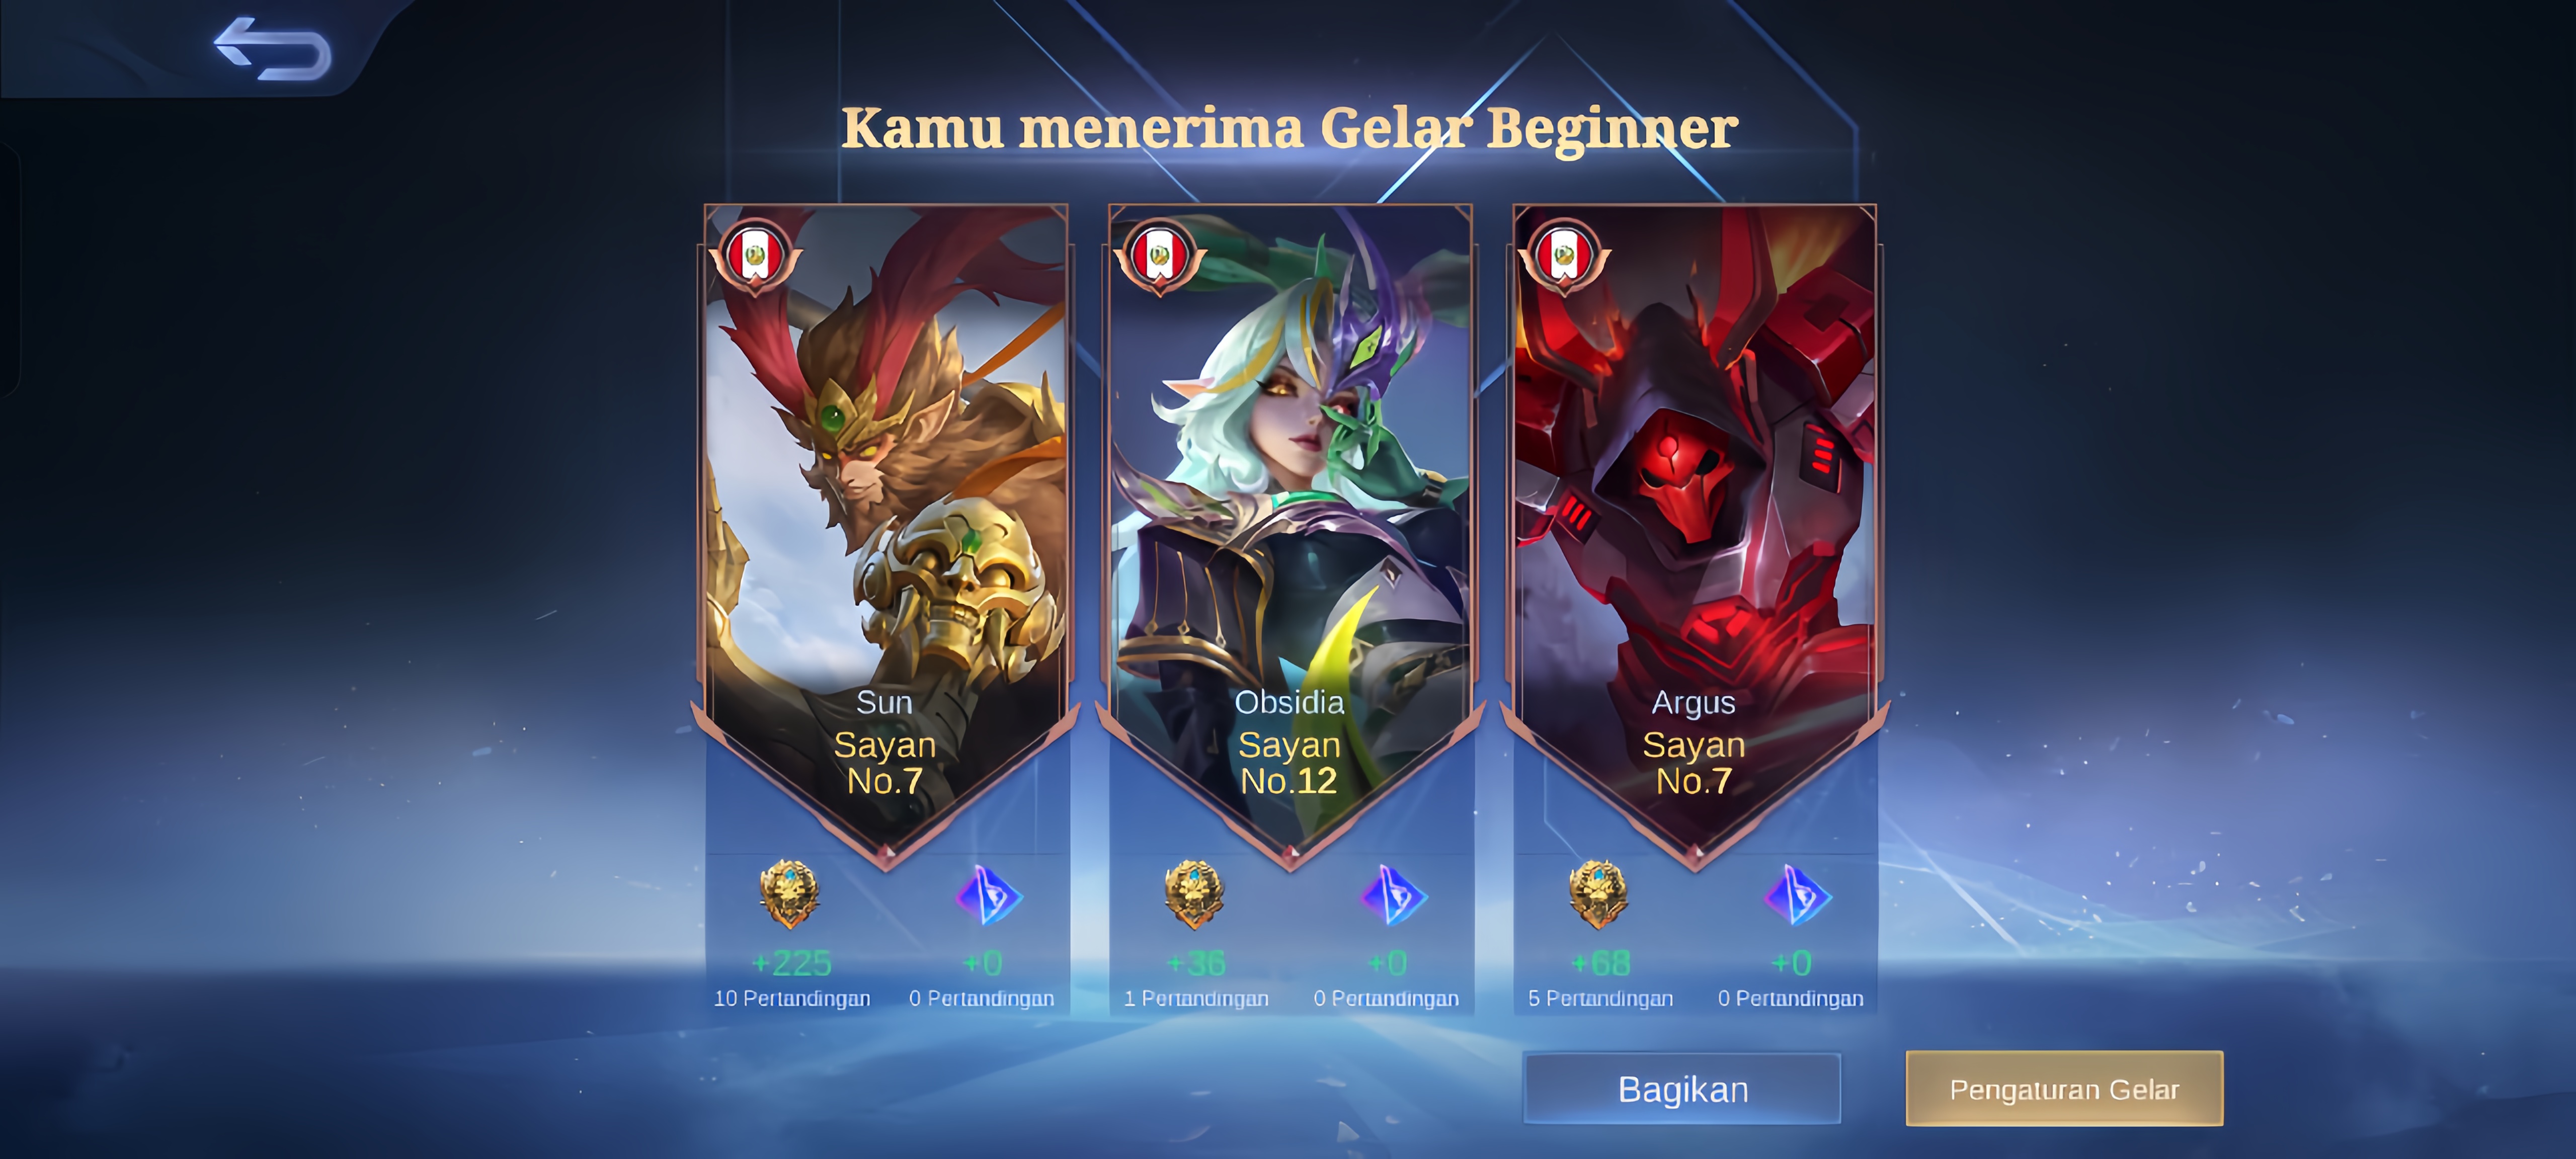 Kamu menerima Gelar Beginner
Sun
Sayan
No.7
+225
10 Pertandingan
+0
0 Pertandingan
Obsidia
Sayan
No.12
+36
1 Pertandingan
+0
0 Pertandingan
Argus
Sayan
No.7
+68
5 Pertandingan
+0
0 Pertandingan
Bagikan
Pengaturan Gelar